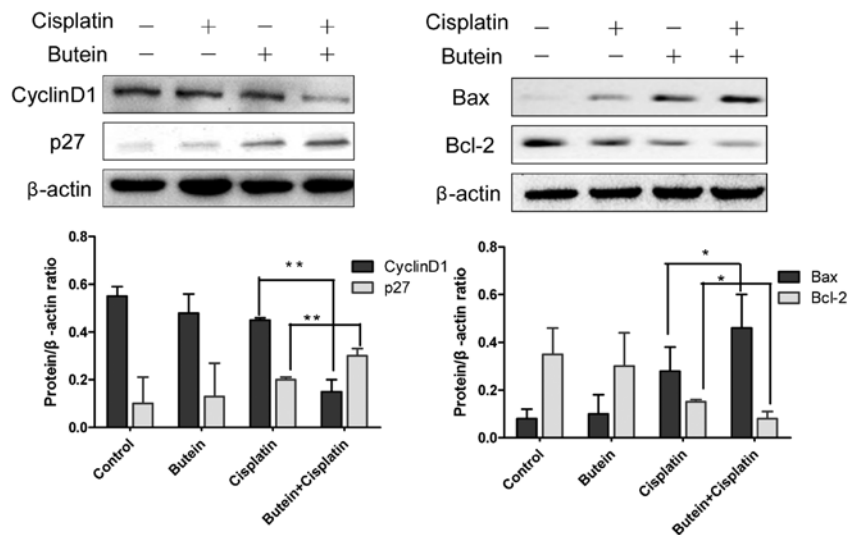 Cisplatin − + − +
Butein − − + +
CyclinD1
p27
β-actin
Protein/β -actin ratio
0.8
0.6
0.4
0.2
0.0
**
**
CyclinD1
p27
Control
Butein
Cisplatin
Butein+Cisplatin
Cisplatin − + − +
Butein − − + +
Bax
Bcl-2
β-actin
Protein/β -actin ratio
0.8
0.6
0.4
0.2
0.0
*
*
Bax
Bcl-2
Control
Butein
Cisplatin
Butein+Cisplatin